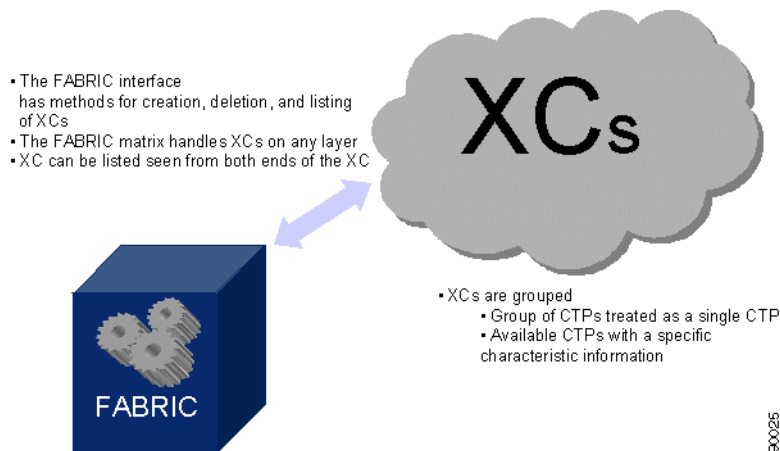 ▪ The FABRIC interface
has methods for creation, deletion, and listing
of XCs
▪ The FABRIC matrix handles XCs on any layer
▪ XC can be listed seen from both ends of the XC
XCs
FABRIC
▪ XCs are grouped
▪ Group of CTPs treated as a single CTP
▪ Available CTPs with a specific
characteristic information
90025